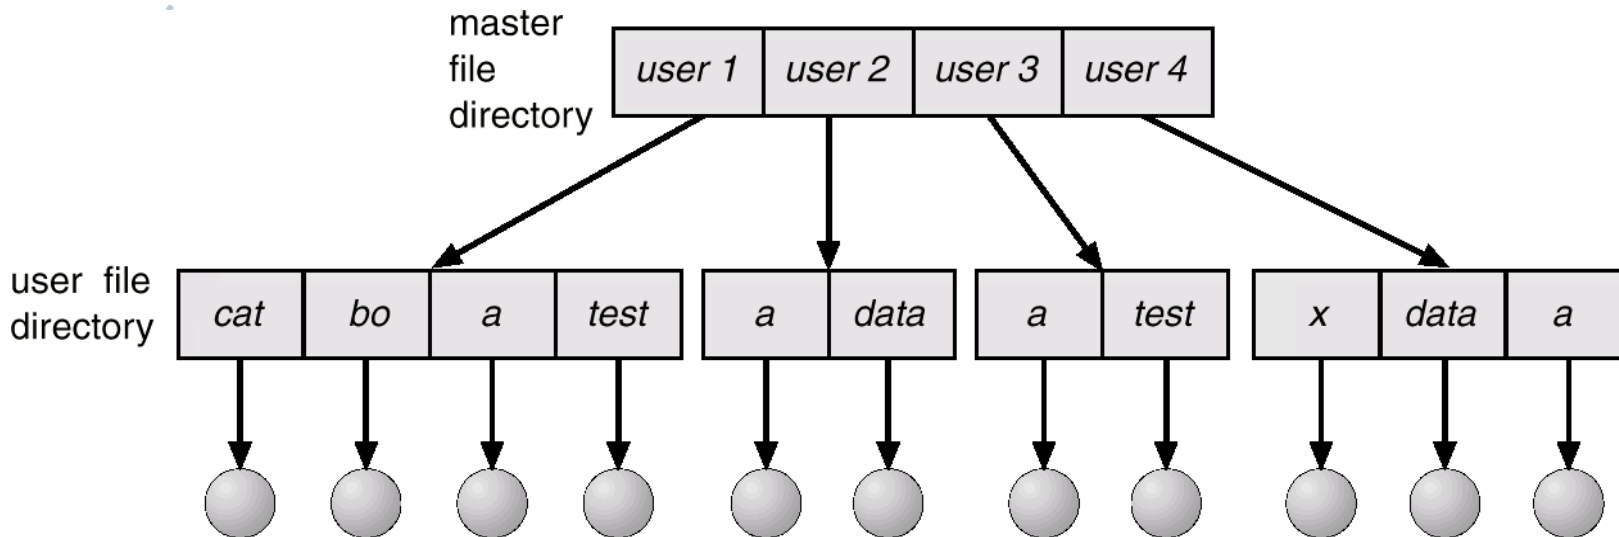 master
file
directory
user 1 user 2 user 3 user 4
user file
directory
cat bo a test a data a test x data a